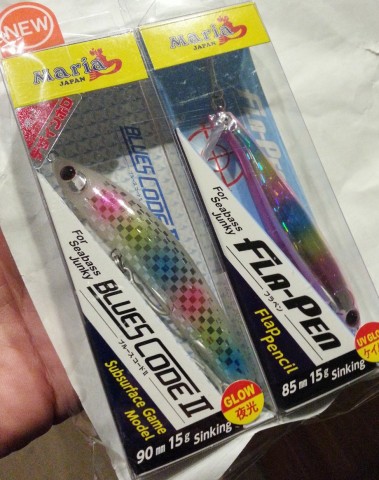 NEW
Maria
JAPAN
BLUES CODE II
For Seabass
Junky
BLUES CODE II
ブルースコードII
Subsurface Game
Model
90mm 15g Sinking
GLOW
夜光
Maria
JAPAN
FLA-PEN
For Seabass
Junky
FLA-PEN
フラペン
FlapPencil
85mm 15g Sinking
UV GLOW
ケイ